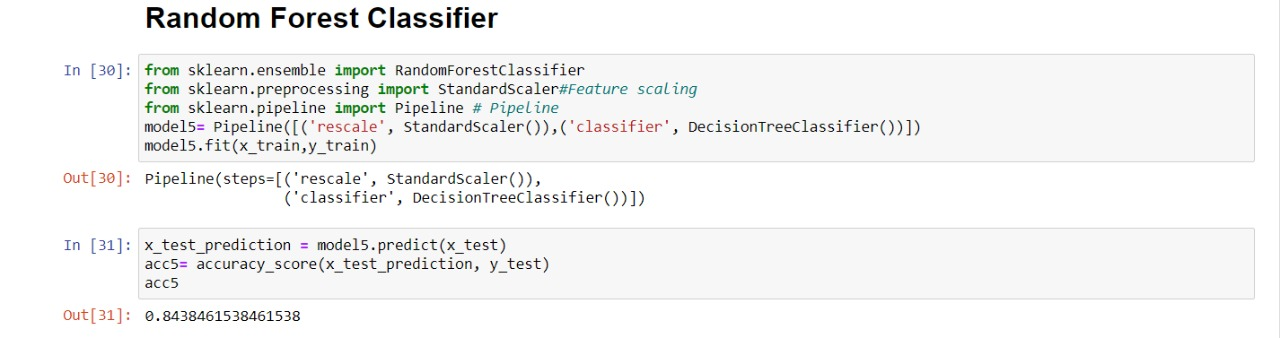 Random Forest Classifier
In [30]: from sklearn.ensemble import RandomForestClassifier
from sklearn.preprocessing import StandardScaler#Feature scaling
from sklearn.pipeline import Pipeline # Pipeline
model5= Pipeline([('rescale', StandardScaler()),('classifier', DecisionTreeClassifier())])
model5.fit(x_train,y_train)
Out[30]: Pipeline(steps=[('rescale', StandardScaler()),
('classifier', DecisionTreeClassifier())])
In [31]: x_test_prediction = model5.predict(x_test)
acc5= accuracy_score(x_test_prediction, y_test)
acc5
Out[31]: 0.8438461538461538